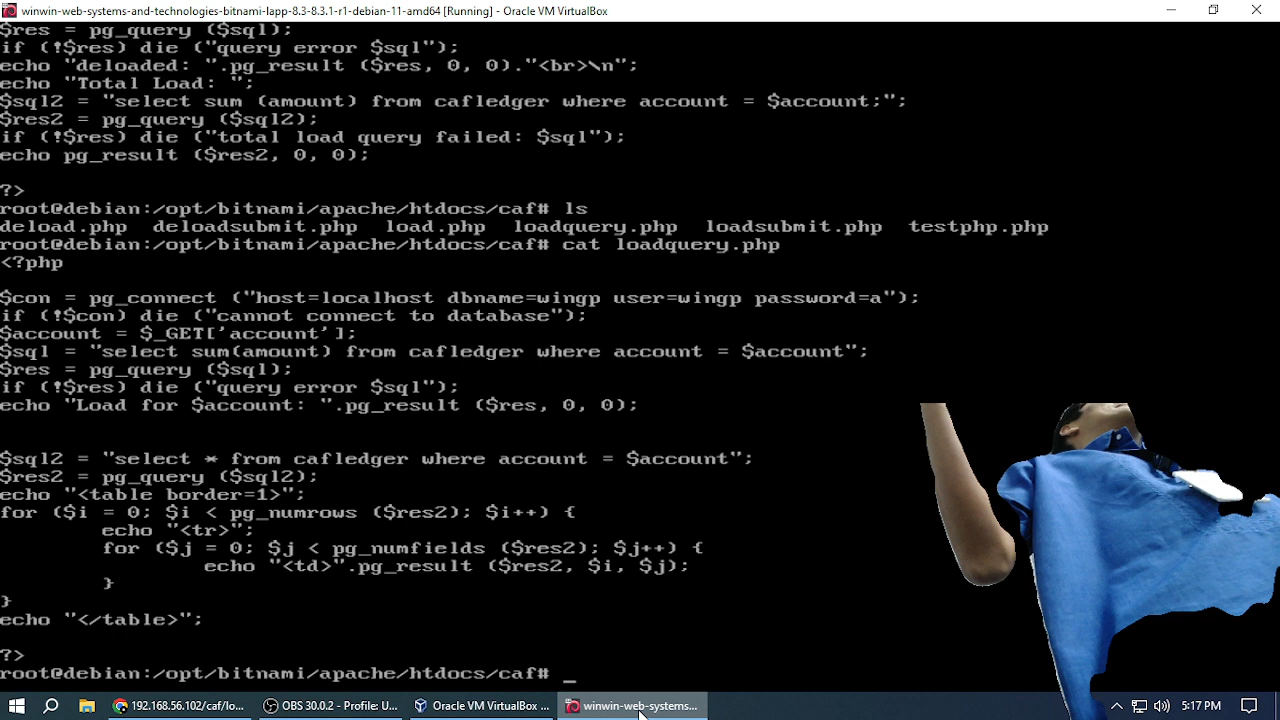 winwin-web-systems-and-technologies-bitnami-lapp-8.3-8.3.1-r1-debian-11-amd64 [Running] - Oracle VM VirtualBox
$res = pg_query ($sql);
if (!$res) die ("query error $sql");
echo "deloaded: ".pg_result ($res, 0, 0)."<br>\n";
echo "Total Load: ";
$sql2 = "select sum (amount) from cafledger where account = $account;";
$res2 = pg_query ($sql2);
if (!$res) die ("total load query failed: $sql");
echo pg_result ($res2, 0, 0);
?>
root@debian:/opt/bitnami/apache/htdocs/caf# ls
deload.php  deloadsubmit.php  load.php  loadquery.php  loadsubmit.php  testphp.php
root@debian:/opt/bitnami/apache/htdocs/caf# cat loadquery.php
<?php
$con = pg_connect ("host=localhost dbname=wingp user=wingp password=a");
if (!$con) die ("cannot connect to database");
$account = $_GET['account'];
$sql = "select sum(amount) from cafledger where account = $account";
$res = pg_query ($sql);
if (!$res) die ("query error $sql");
echo "Load for $account: ".pg_result ($res, 0, 0);
$sql2 = "select * from cafledger where account = $account";
$res2 = pg_query ($sql2);
echo "<table border=1>";
for ($i = 0; $i < pg_numrows ($res2); $i++) {
        echo "<tr>";
        for ($j = 0; $j < pg_numfields ($res2); $j++) {
                echo "<td>".pg_result ($res2, $i, $j);
        }
}
echo "</table>";
?>
root@debian:/opt/bitnami/apache/htdocs/caf# _
192.168.56.102/caf/lo... OBS 30.0.2 - Profile: U... Oracle VM VirtualBox ... winwin-web-systems... 5:17 PM